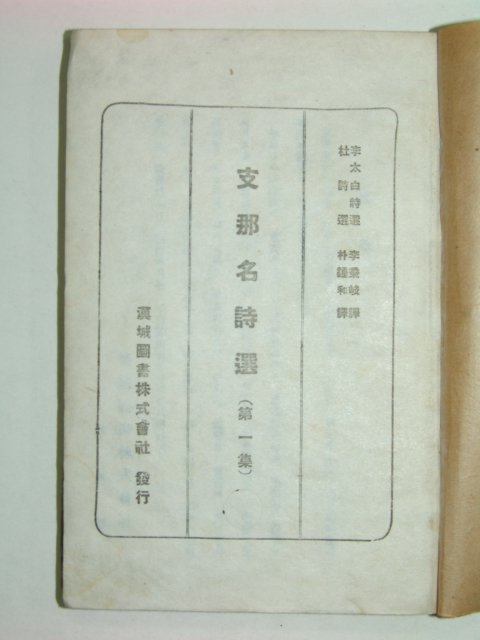 李太白詩選 李秉岐譯
杜詩選 朴鍾和譯
支那名詩選(第一集)
漢城圖書株式會社 發行